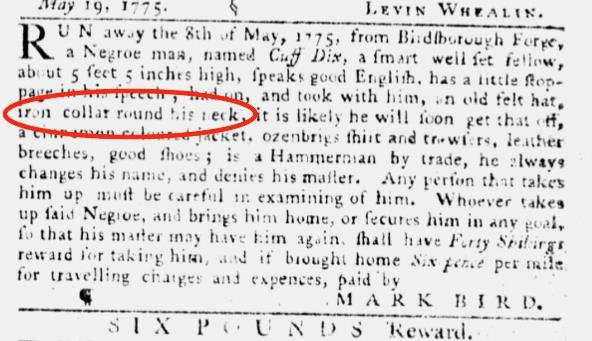 May 19, 1775. § LEVIN WHEALIN.
RUN away the 8th of May, 1775, from Birdſborough Forge,
a Negroe man, named Cuff Dix, a ſmart well ſet fellow,
about 5 feet 5 inches high, ſpeaks good Engliſh, has a little ſtop-
page in his ſpeech; had on, and took with him, an old felt hat,
iron collar round his neck, it is likely he will ſoon get that off,
a cinnamon coloured jacket, ozenbrigs ſhirt and trowſers, leather
breeches, good ſhoes; is a Hammerman by trade, he always
changes his name, and denies his maſter. Any perſon that takes
him up muſt be careful in examining of him. Whoever takes
up ſaid Negroe, and brings him home, or ſecures him in any goal,
ſo that his maſter may have him again, ſhall have Forty Shillings
reward for taking him, and if brought home Six pence per mile
for travelling charges and expences, paid by
¶ MARK BIRD.
SIX POUNDS Reward.